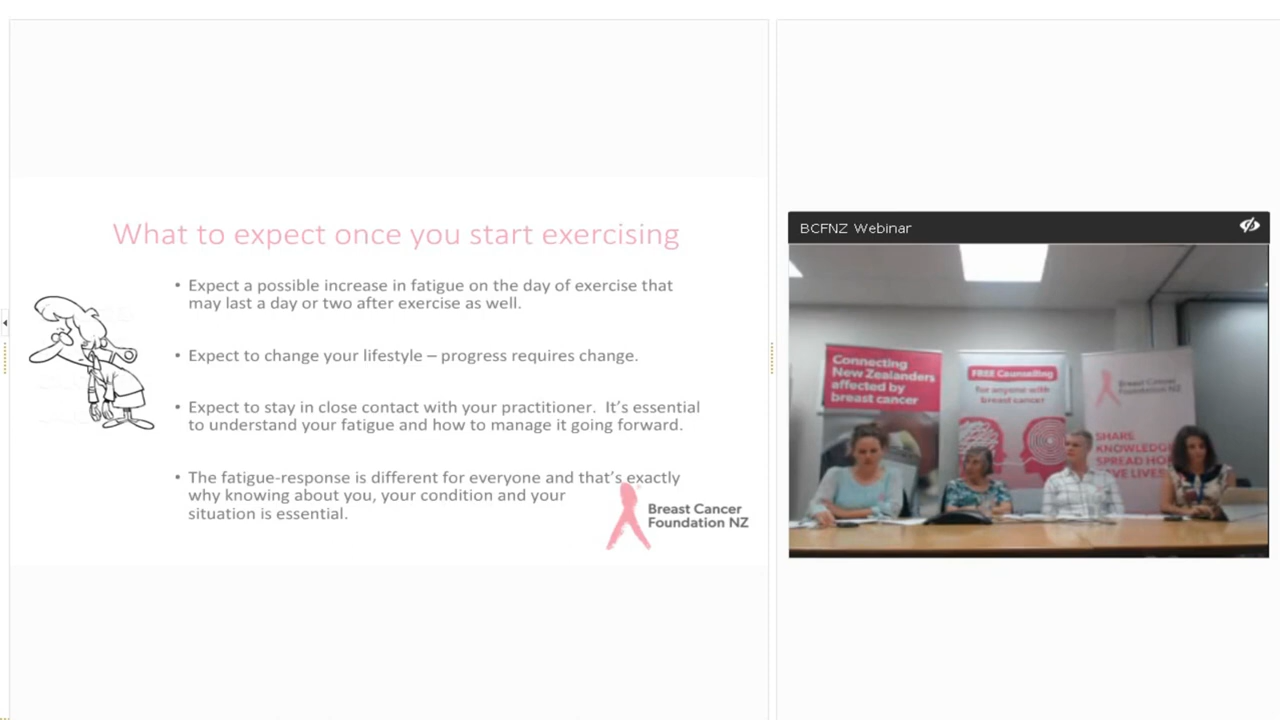 What to expect once you start exercising
• Expect a possible increase in fatigue on the day of exercise that
may last a day or two after exercise as well.
• Expect to change your lifestyle – progress requires change.
• Expect to stay in close contact with your practitioner.  It's essential
to understand your fatigue and how to manage it going forward.
• The fatigue-response is different for everyone and that's exactly
why knowing about you, your condition and your
situation is essential.
Breast Cancer
Foundation NZ
BCFNZ Webinar
Connecting
New Zealanders
affected by
breast cancer
FREE Counselling
for anyone with
breast cancer
Breast Cancer
Foundation NZ
SHARE
KNOWLEDGE
SPREAD
LIVES